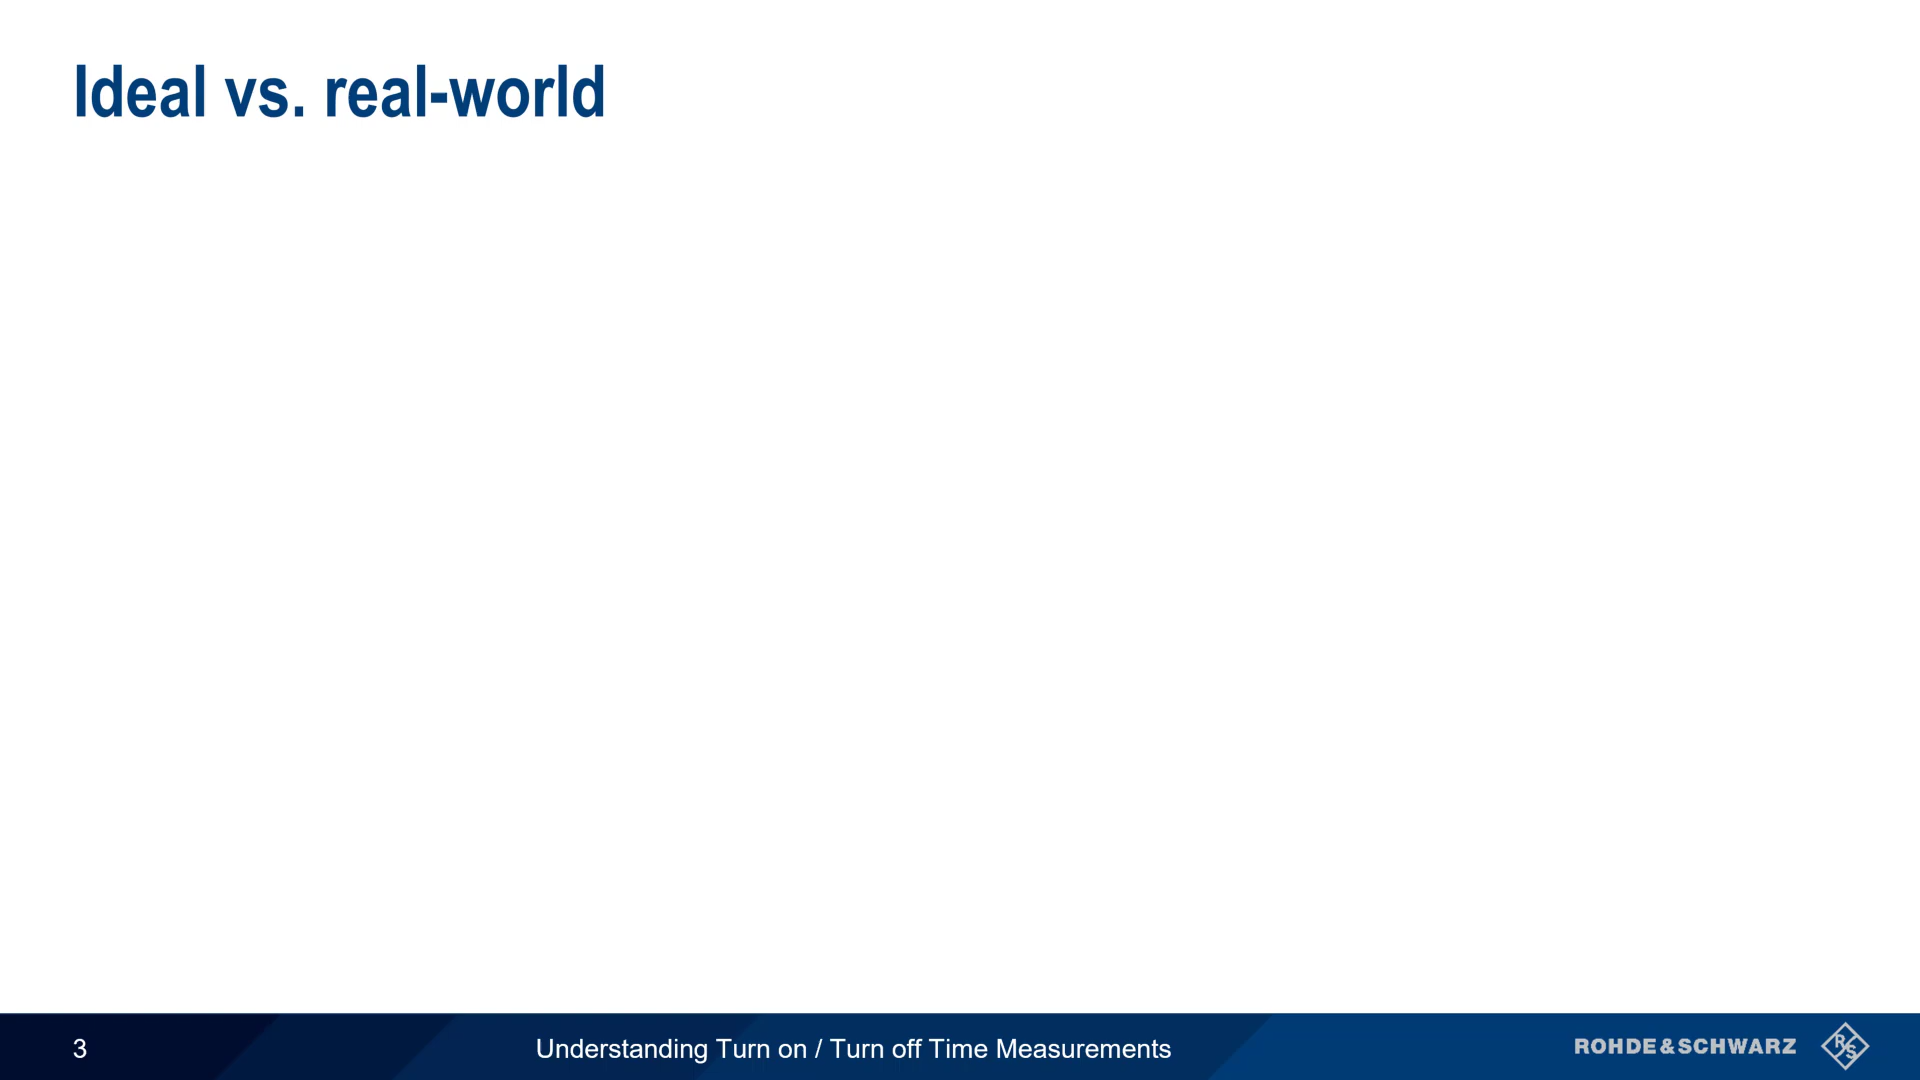 Ideal vs. real-world
3
Understanding Turn on / Turn off Time Measurements
ROHDE&SCHWARZ
R&S